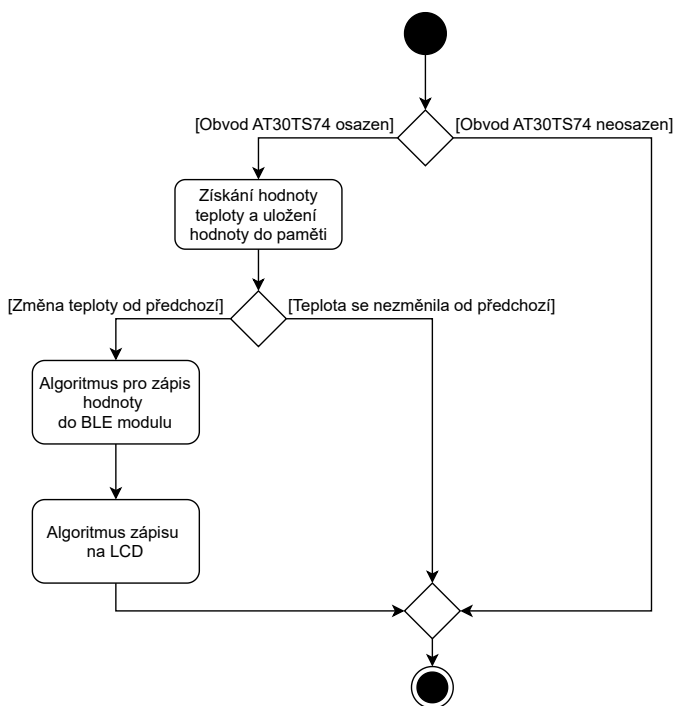 [Obvod AT30TS74 osazen]
[Obvod AT30TS74 neosazen]
Získání hodnoty
teploty a uložení
hodnoty do paměti
[Změna teploty od předchozí]
[Teplota se nezměnila od předchozí]
Algoritmus pro zápis
hodnoty
do BLE modulu
Algoritmus zápisu
na LCD